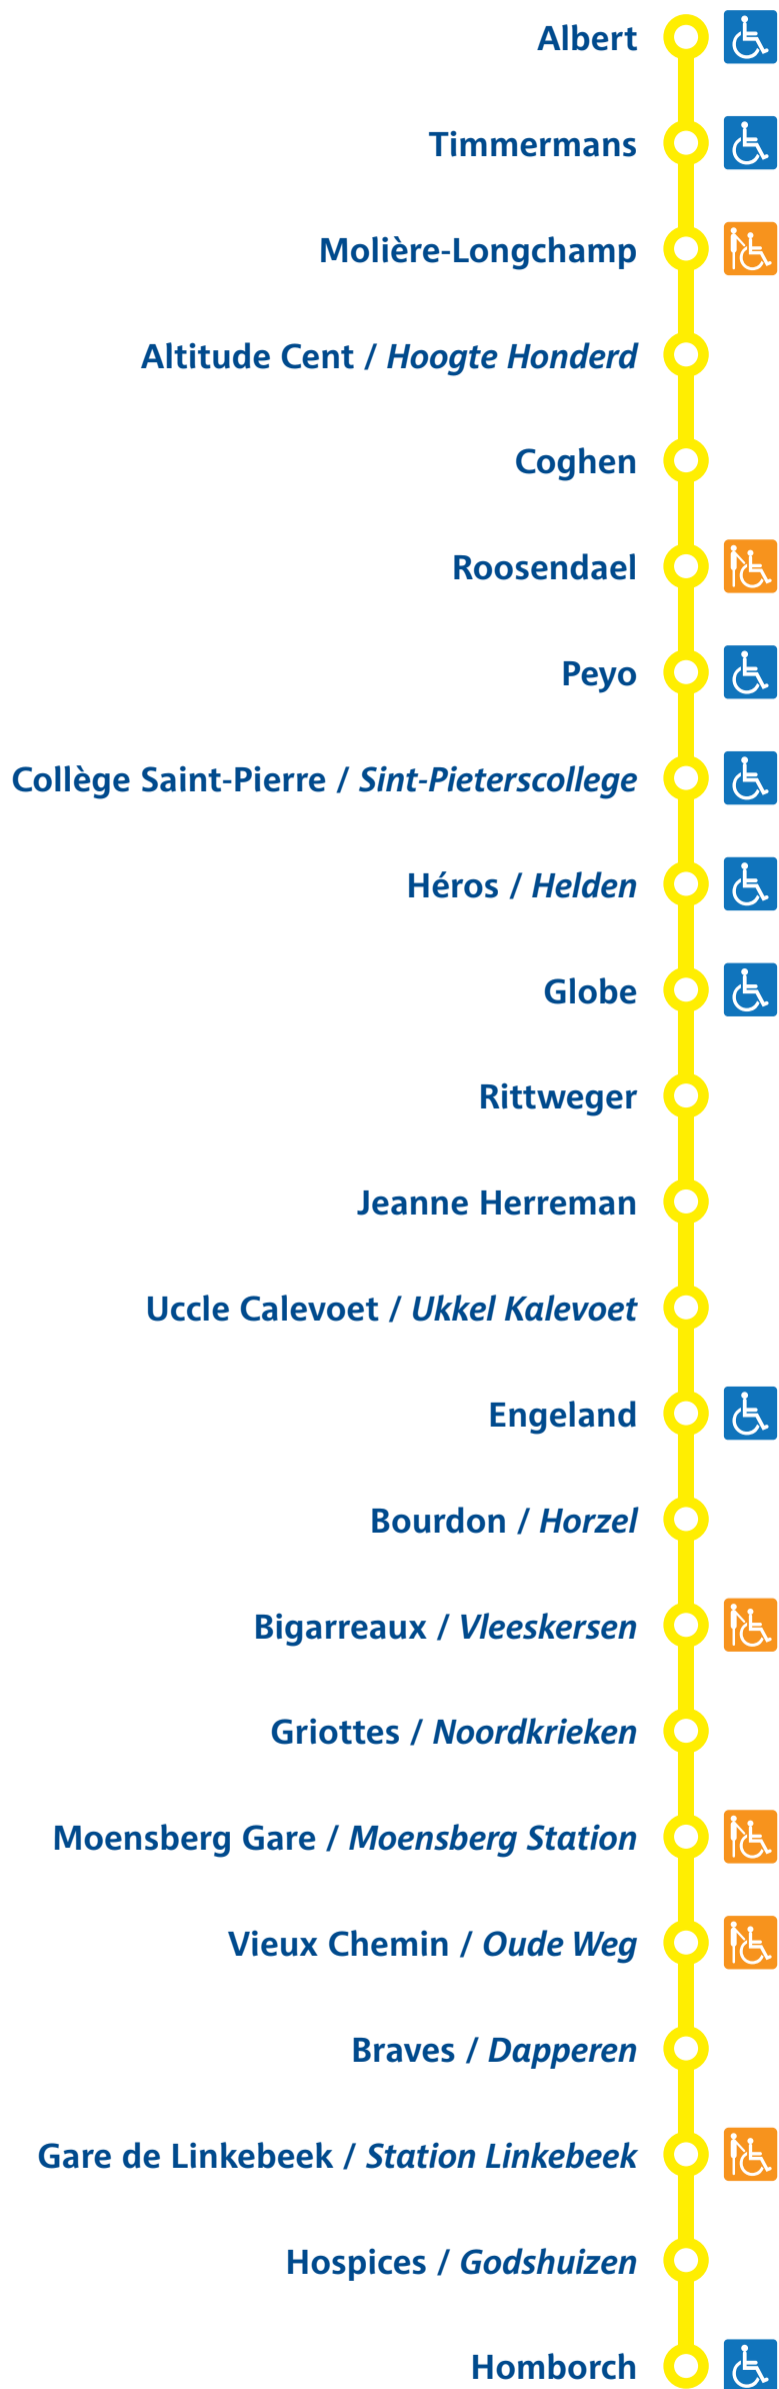 Albert
Timmermans
Molière-Longchamp
Altitude Cent / Hoogte Honderd
Coghen
Roosendael
Peyo
Collège Saint-Pierre / Sint-Pieterscollege
Héros / Helden
Globe
Rittweger
Jeanne Herreman
Uccle Calevoet / Ukkel Kalevoet
Engeland
Bourdon / Horzel
Bigarreaux / Vleeskersen
Griottes / Noordkrieken
Moensberg Gare / Moensberg Station
Vieux Chemin / Oude Weg
Braves / Dapperen
Gare de Linkebeek / Station Linkebeek
Hospices / Godshuizen
Homborch